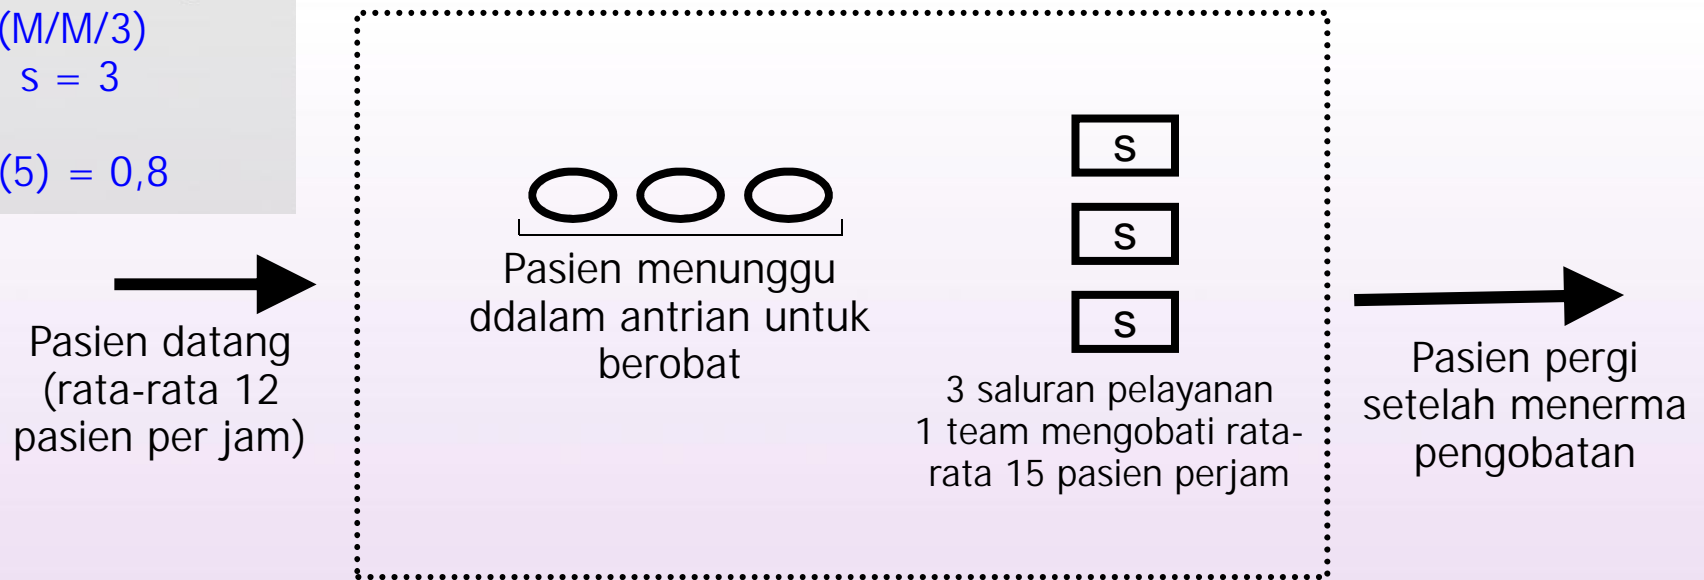 (M/M/3)
s = 3
(5) = 0,8
Pasien datang
(rata-rata 12
pasien per jam)
Pasien menunggu
ddalam antrian untuk
berobat
s
s
s
3 saluran pelayanan
1 team mengobati rata-
rata 15 pasien perjam
Pasien pergi
setelah menerma
pengobatan